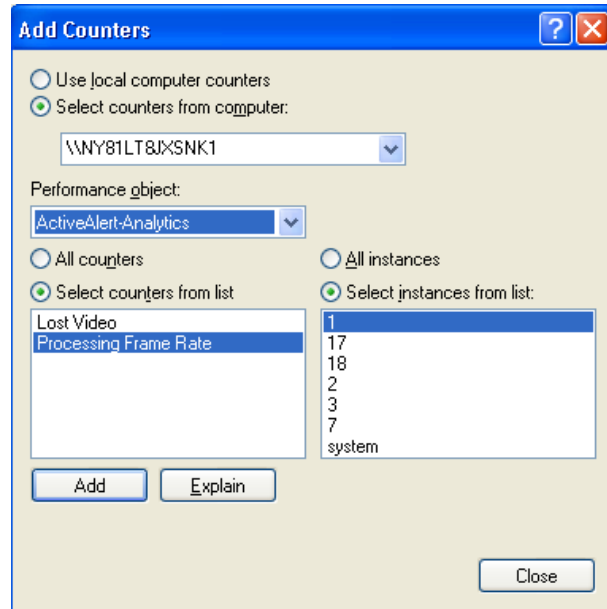 Add Counters
Use local computer counters
Select counters from computer:
\\NY81LT8JXSNK1
Performance object:
ActiveAlert-Analytics
All counters
All instances
Select counters from list
Select instances from list:
Lost Video
Processing Frame Rate
1
17
18
2
3
7
system
Add
Explain
Close